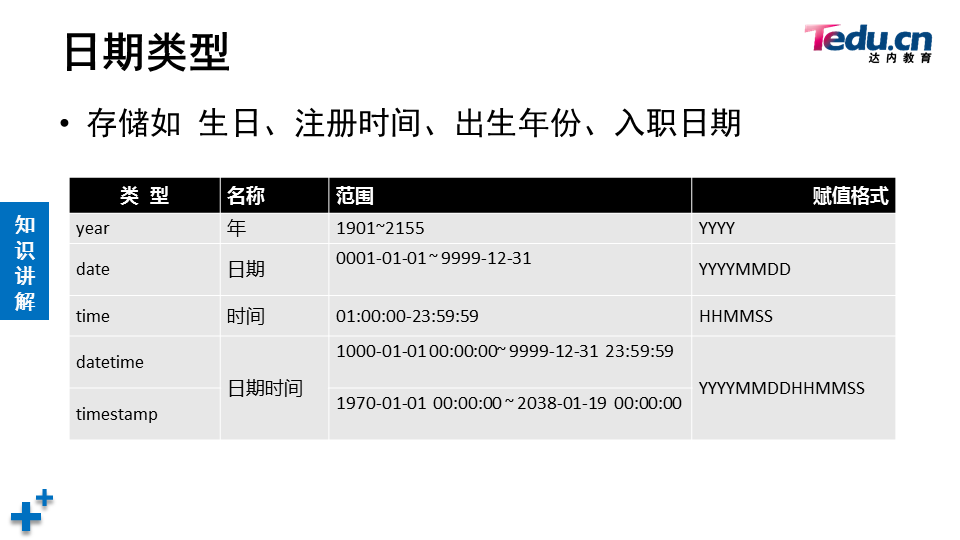 日期类型
Tedu.cn
达内教育
• 存储如 生日、注册时间、出生年份、入职日期
知识讲解
类 型 名称 范围 赋值格式
year 年 1901~2155 YYYY
date 日期 0001-01-01~9999-12-31 YYYYMMDD
time 时间 01:00:00-23:59:59 HHMMSS
datetime 日期时间 1000-01-01 00:00:00~9999-12-31 23:59:59 YYYYMMDDHHMMSS
timestamp 1970-01-01 00:00:00~2038-01-19 00:00:00